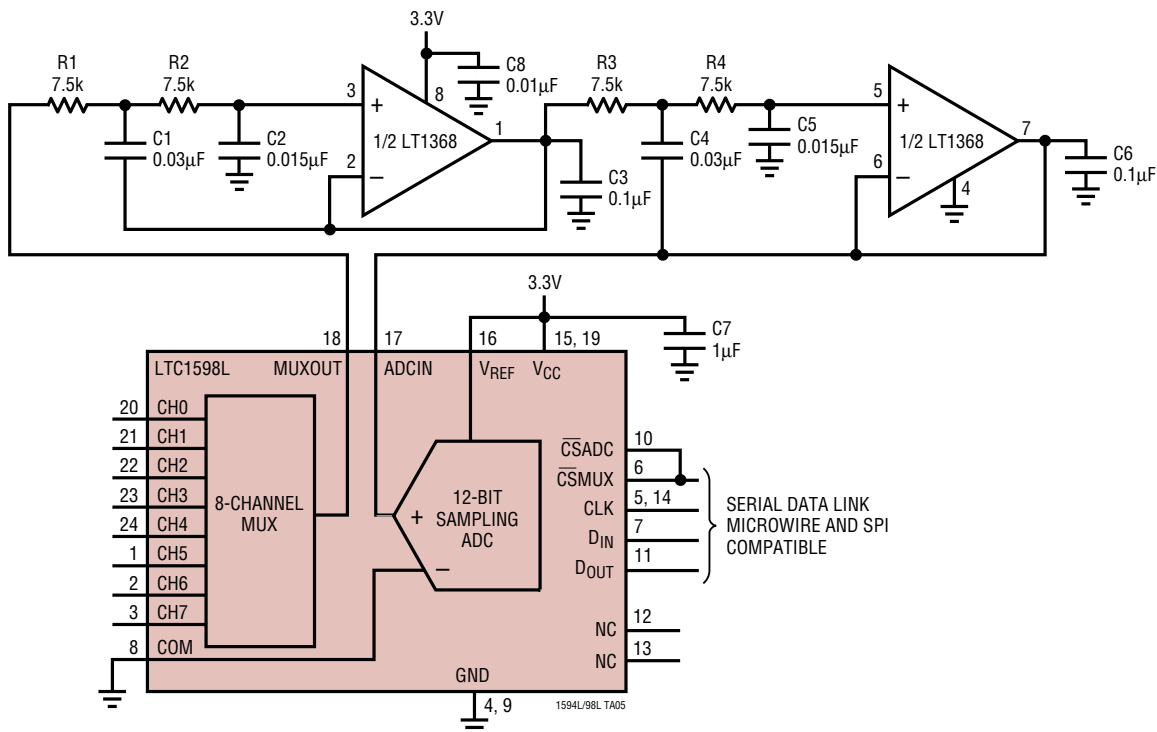 3.3V
R1
7.5k
R2
7.5k
C8
0.01µF
R3
7.5k
R4
7.5k
3
+
8
1
1/2 LT1368
2
–
C1
0.03µF
C2
0.015µF
C3
0.1µF
5
+
7
1/2 LT1368
6
–
4
C4
0.03µF
C5
0.015µF
C6
0.1µF
3.3V
18
17
16
15, 19
C7
1µF
LTC1598L
MUXOUT
ADCIN
VREF
VCC
20 CH0
21 CH1
22 CH2
23 CH3
24 CH4
1 CH5
2 CH6
3 CH7
8 COM
8-CHANNEL
MUX
+
12-BIT
SAMPLING
ADC
–
C̅S̅ADC 10
C̅S̅MUX 6
CLK 5, 14
DIN 7
DOUT 11
NC 12
NC 13
SERIAL DATA LINK
MICROWIRE AND SPI
COMPATIBLE
GND
4, 9
1594L/98L TA05